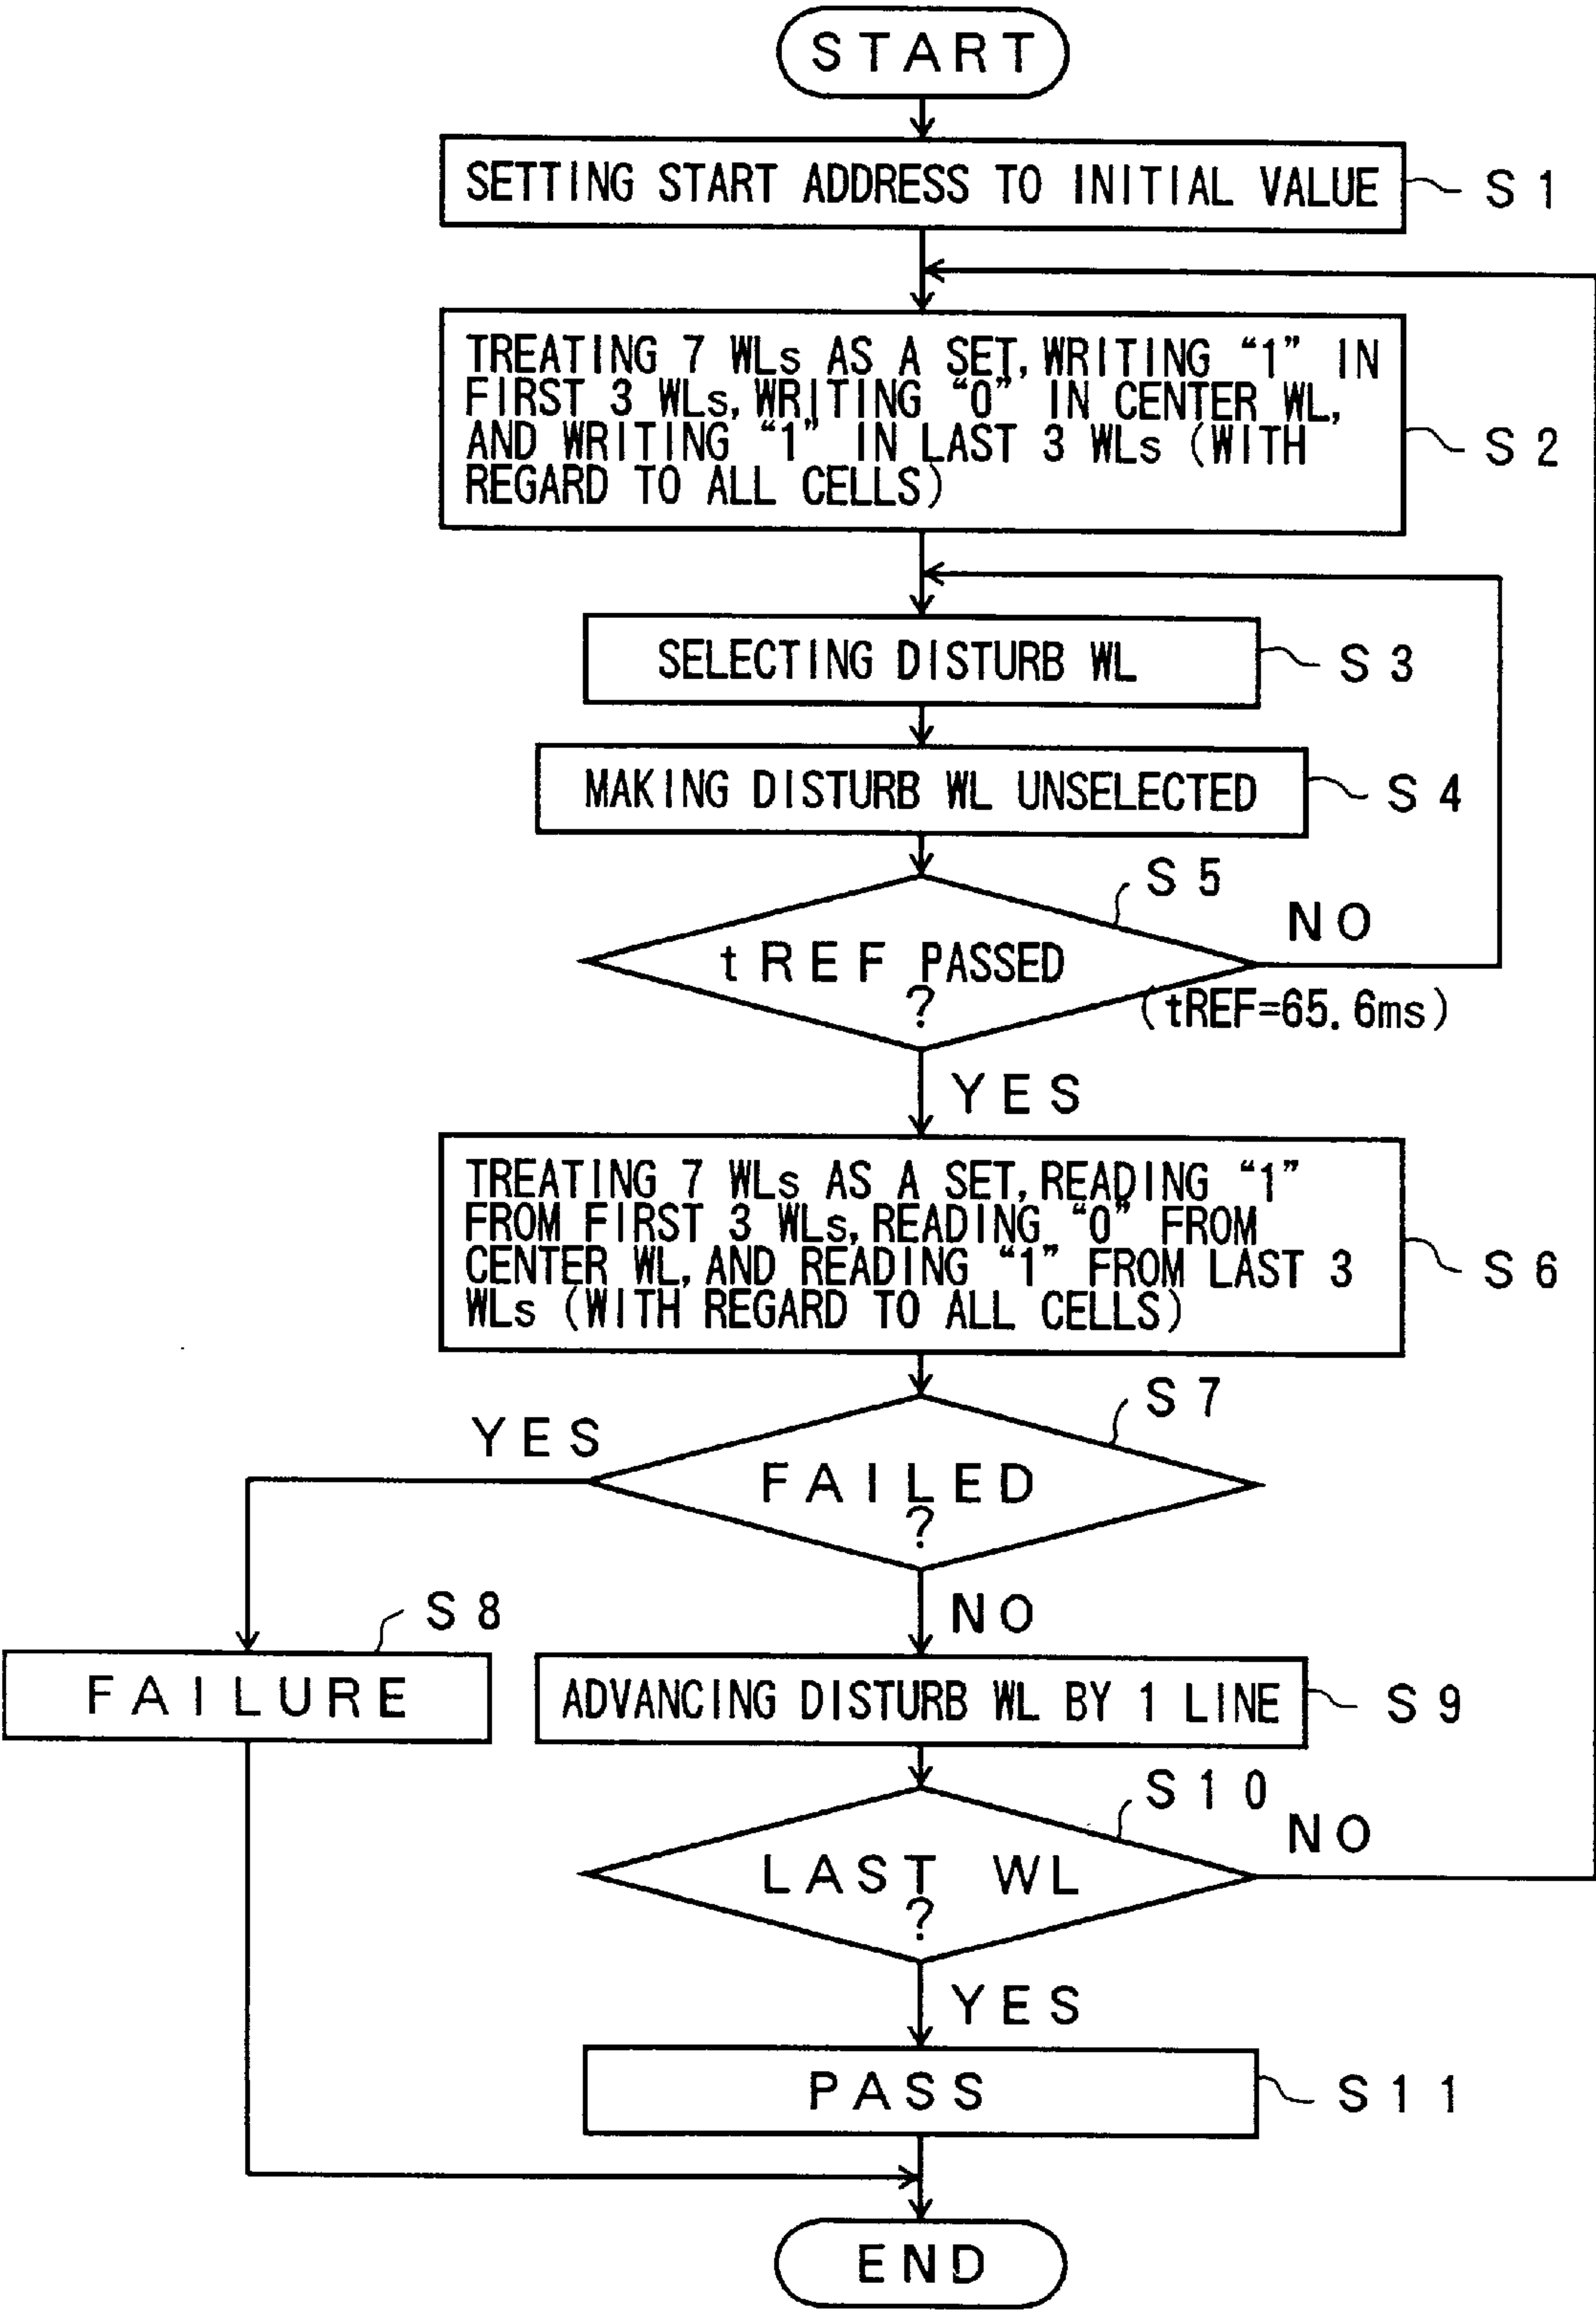 START
SETTING START ADDRESS TO INITIAL VALUE
S1
TREATING 7 WLs AS A SET, WRITING “1” IN
FIRST 3 WLs, WRITING “0” IN CENTER WL,
AND WRITING “1” IN LAST 3 WLs (WITH
REGARD TO ALL CELLS)
S2
SELECTING DISTURB WL
S3
MAKING DISTURB WL UNSELECTED
S4
S5
tREF PASSED
?
NO
(tREF=65.6ms)
YES
TREATING 7 WLs AS A SET, READING “1”
FROM FIRST 3 WLs, READING “0” FROM
CENTER WL, AND READING “1” FROM LAST 3
WLs (WITH REGARD TO ALL CELLS)
S6
S7
YES
FAILED
?
NO
S8
FAILURE
ADVANCING DISTURB WL BY 1 LINE
S9
S10
LAST WL
?
NO
YES
PASS
S11
END